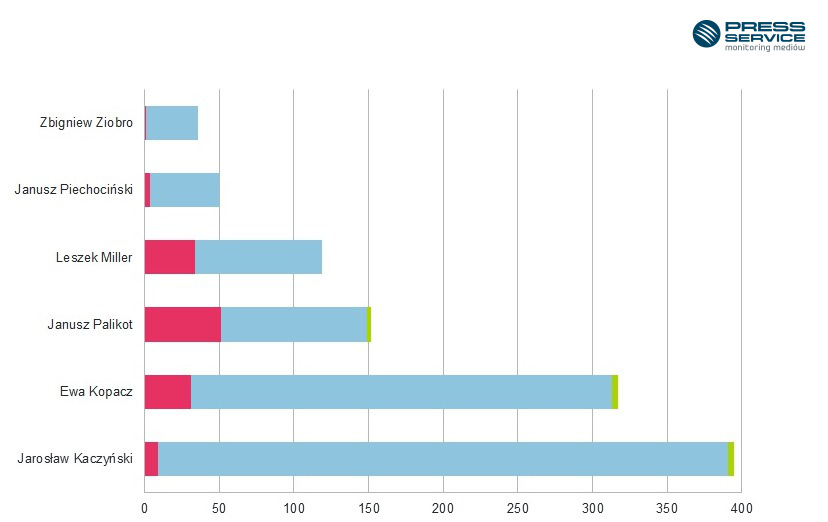 PRESS
SERVICE
monitoring mediów
Zbigniew Ziobro
Janusz Piechociński
Leszek Miller
Janusz Palikot
Ewa Kopacz
Jarosław Kaczyński
0 50 100 150 200 250 300 350 400